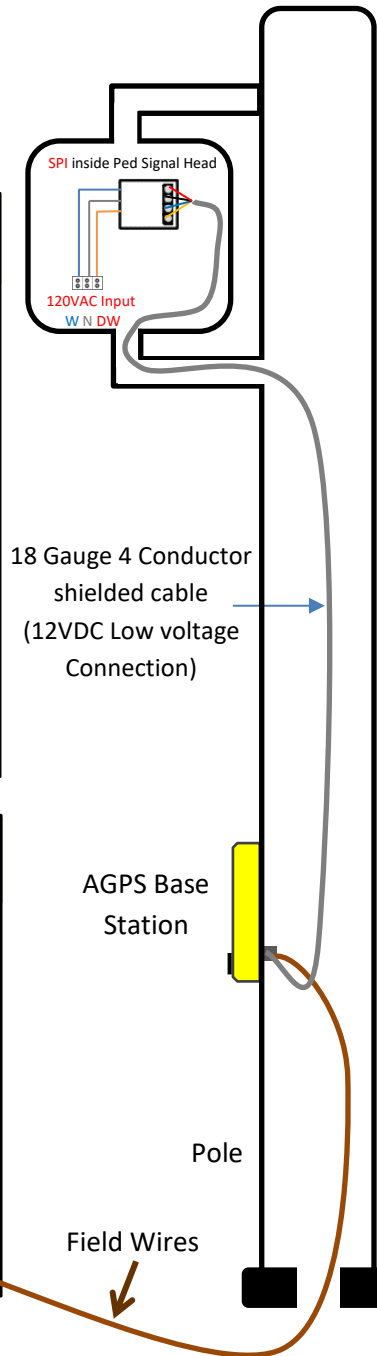 SPI inside Ped Signal Head
120VAC Input
W N DW
18 Gauge 4 Conductor
shielded cable
(12VDC Low voltage
Connection)
AGPS Base
Station
Pole
Field Wires